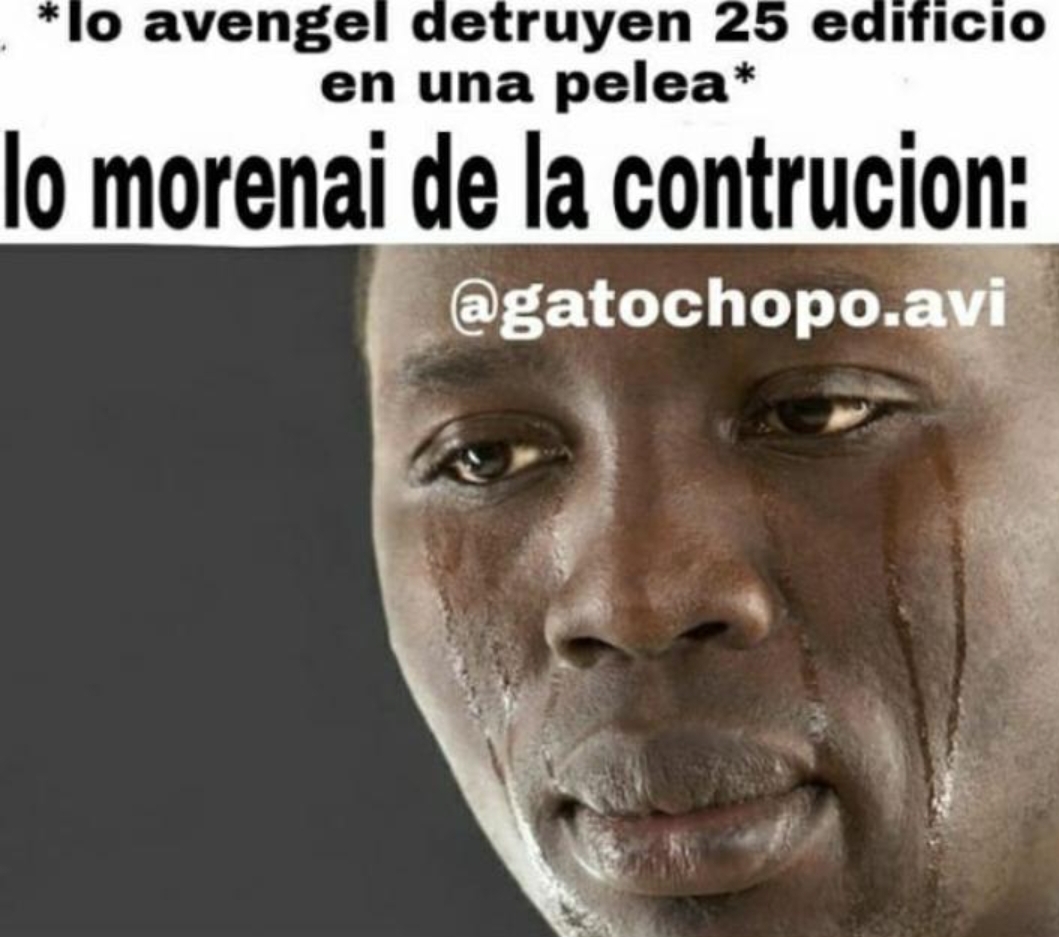 *lo avengel detruyen 25 edificio
en una pelea*
lo morenai de la contrucion:
@gatochopo.avi